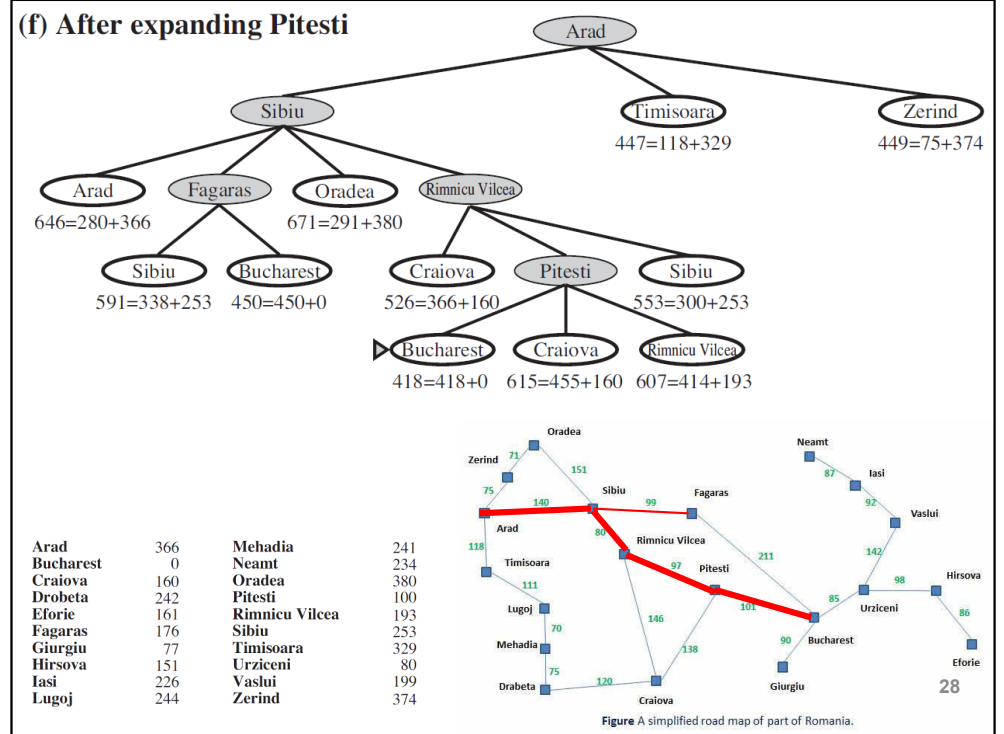 (f) After expanding Pitesti
Arad
Sibiu
Timisoara
Zerind
447=118+329
449=75+374
Arad
Fagaras
Oradea
Rimnicu Vilcea
646=280+366
671=291+380
Sibiu
Bucharest
Craiova
Pitesti
Sibiu
591=338+253
450=450+0
526=366+160
553=300+253
Bucharest
Craiova
Rimnicu Vilcea
418=418+0
615=455+160
607=414+193
Arad 366 Mehadia 241
Bucharest 0 Neamt 234
Craiova 160 Oradea 380
Drobeta 242 Pitesti 100
Eforie 161 Rimnicu Vilcea 193
Fagaras 176 Sibiu 253
Giurgiu 77 Timisoara 329
Hirsova 151 Urziceni 80
Iasi 226 Vaslui 199
Lugoj 244 Zerind 374
Oradea
Neamt
Zerind
71
151
87
Iasi
75
Sibiu
140
99
Fagaras
92
Vaslui
Arad
80
Rimnicu Vilcea
118
Timisoara
97
Pitesti
211
142
111
98
Hirsova
Lugoj
146
101
85
Urziceni
86
70
Bucharest
Mehadia
138
90
Eforie
75
120
Drabeta
Giurgiu
28
Craiova
Figure A simplified road map of part of Romania.